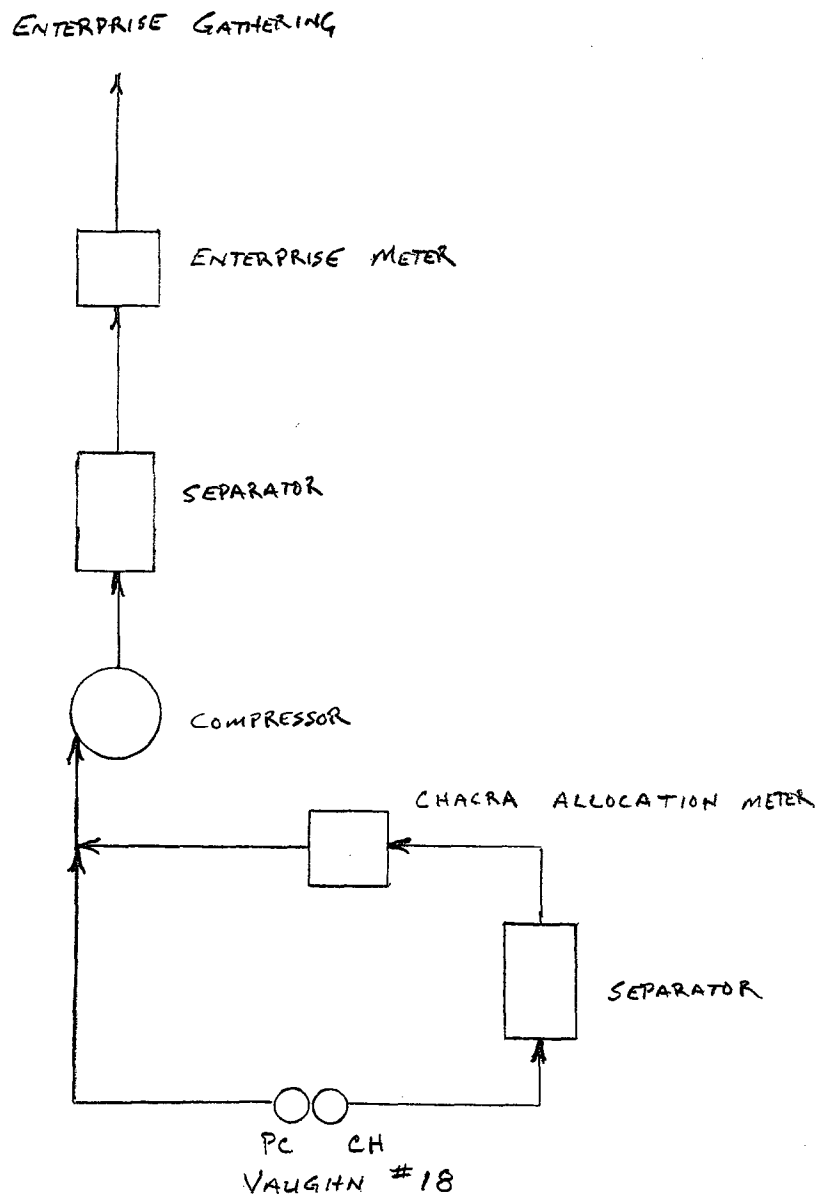 ENTERPRISE GATHERING
ENTERPRISE METER
SEPARATOR
COMPRESSOR
CHACRA ALLOCATION METER
SEPARATOR
PC CH
VAUGHN #18